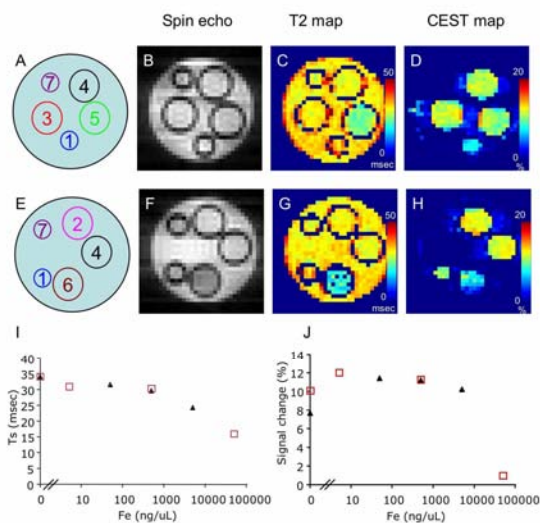 Spin echo T2 map CEST map
A B C D
50 20
7 4
3 5
1
0 0
msec %
E F G H
50 20
7 2
4
1 6
0 0
msec %
I J
40 14
35 12
30 10
25 8
20 6
15 4
10 2
5 0
0
Ts (msec)
Signal change (%)
0 10 100 1000 10000 100000
0 10 100 1000 10000 100000
Fe (ng/uL) Fe (ng/uL)